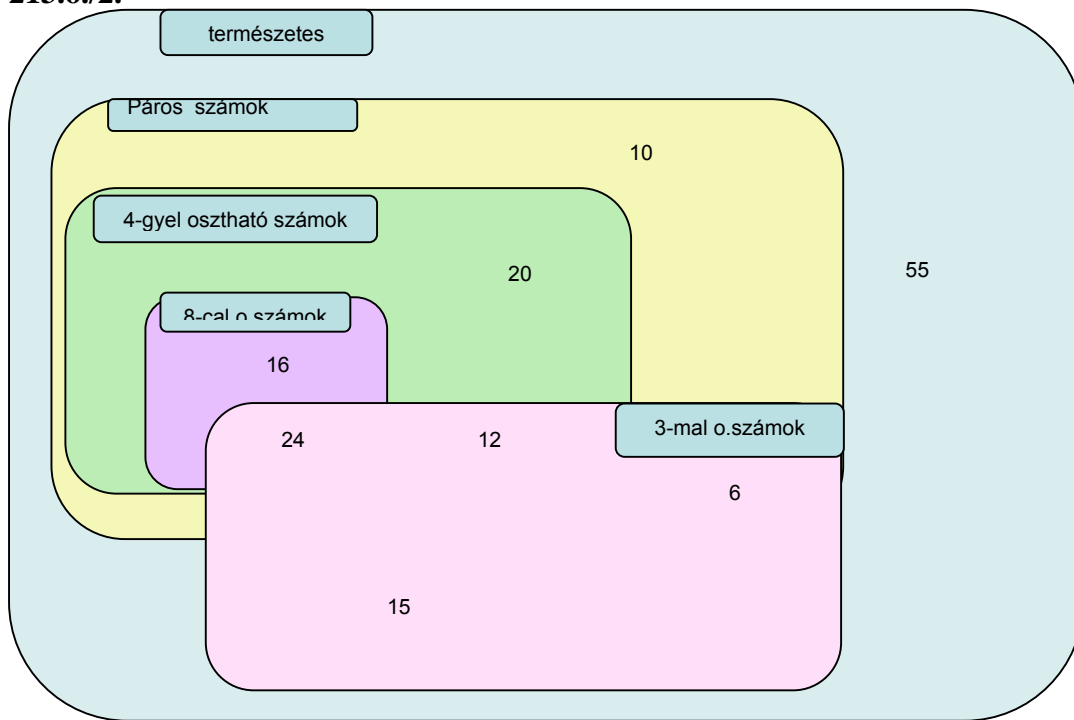 természetes
Páros számok
10
4-gyel osztható számok
20
55
8-cal o.számok
16
3-mal o.számok
24
12
6
15